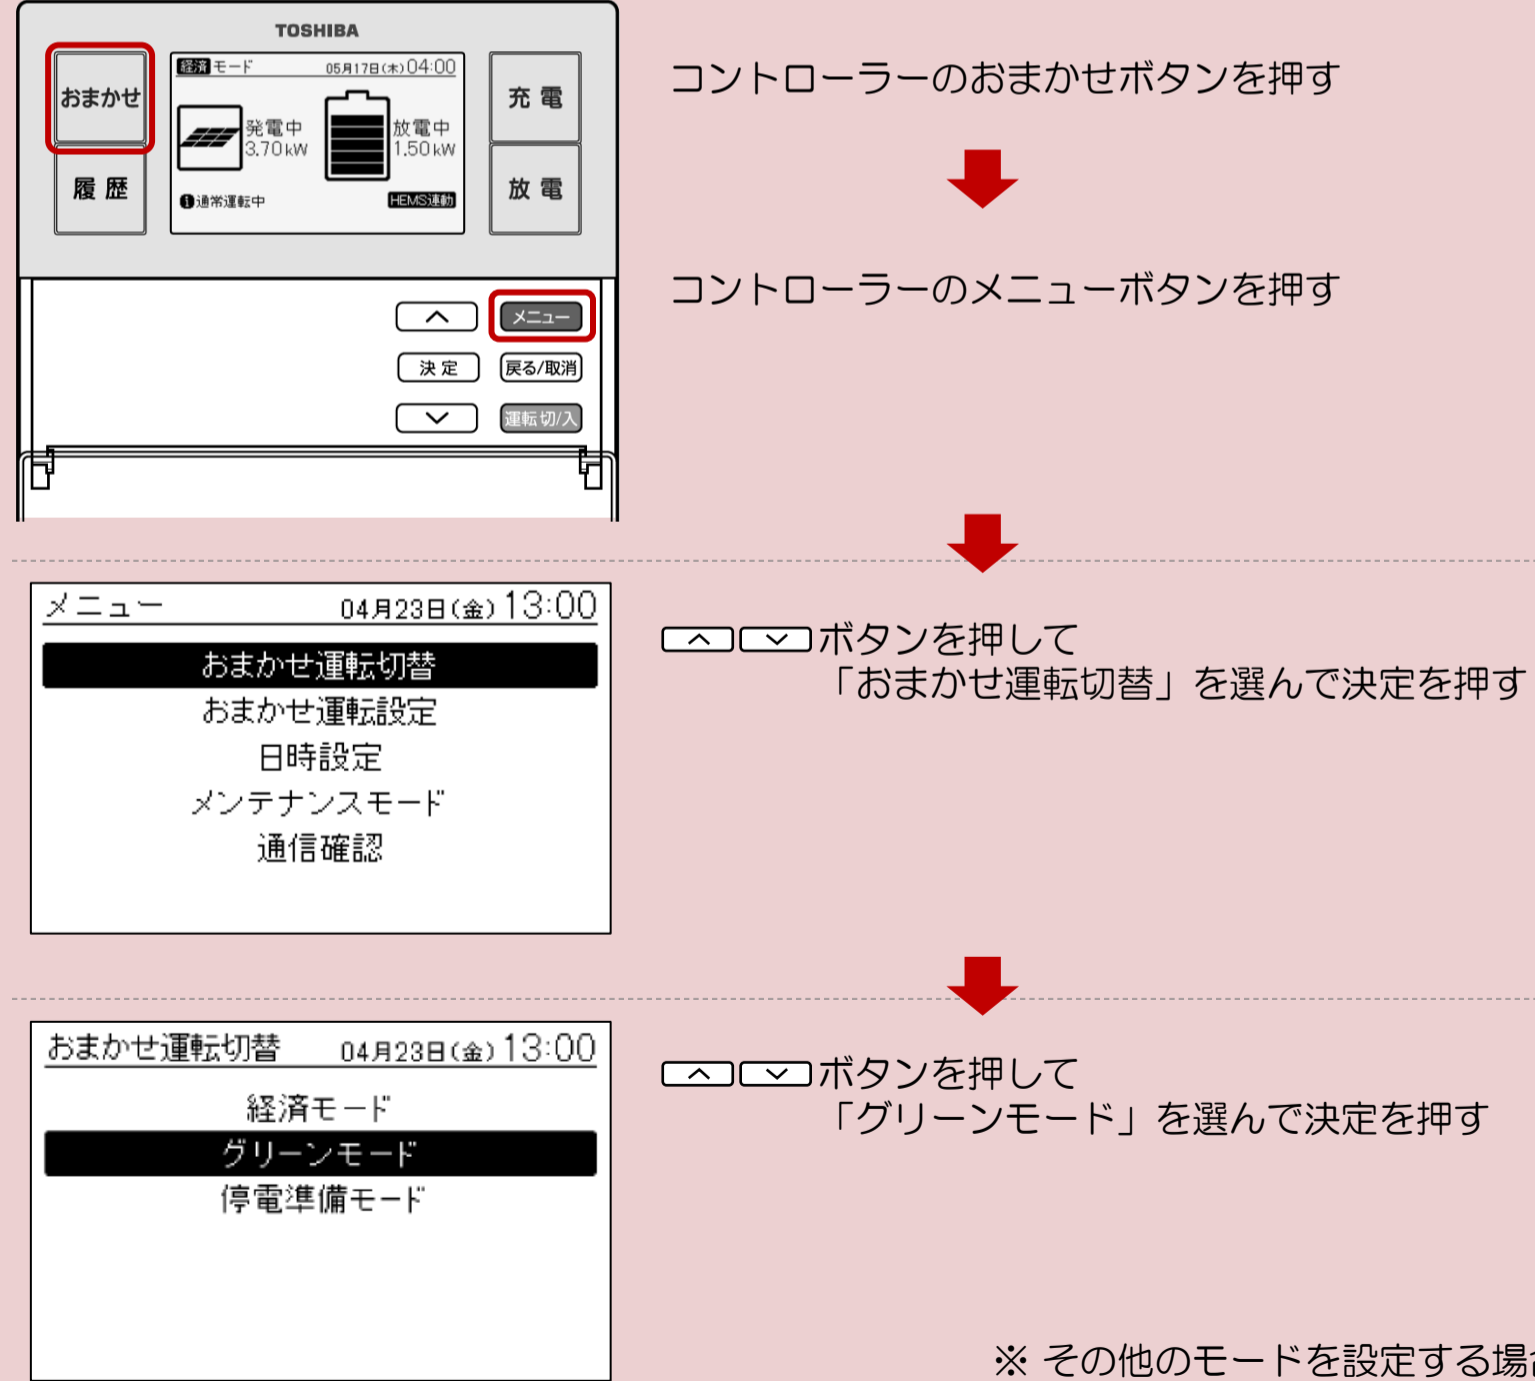 TOSHIBA
おまかせ
履歴
経済モード 05月17日(木)04:00
発電中
3.70kW
放電中
1.50kW
i通常運転中
HEMS連動
充電
放電
メニュー
決定
戻る/取消
運転 切/入
コントローラーのおまかせボタンを押す
コントローラーのメニューボタンを押す
メニュー 04月23日(金)13:00
おまかせ運転切替
おまかせ運転設定
日時設定
メンテナンスモード
通信確認
ボタンを押して
「おまかせ運転切替」を選んで決定を押す
おまかせ運転切替 04月23日(金)13:00
経済モード
グリーンモード
停電準備モード
ボタンを押して
「グリーンモード」を選んで決定を押す
※ その他のモードを設定する場